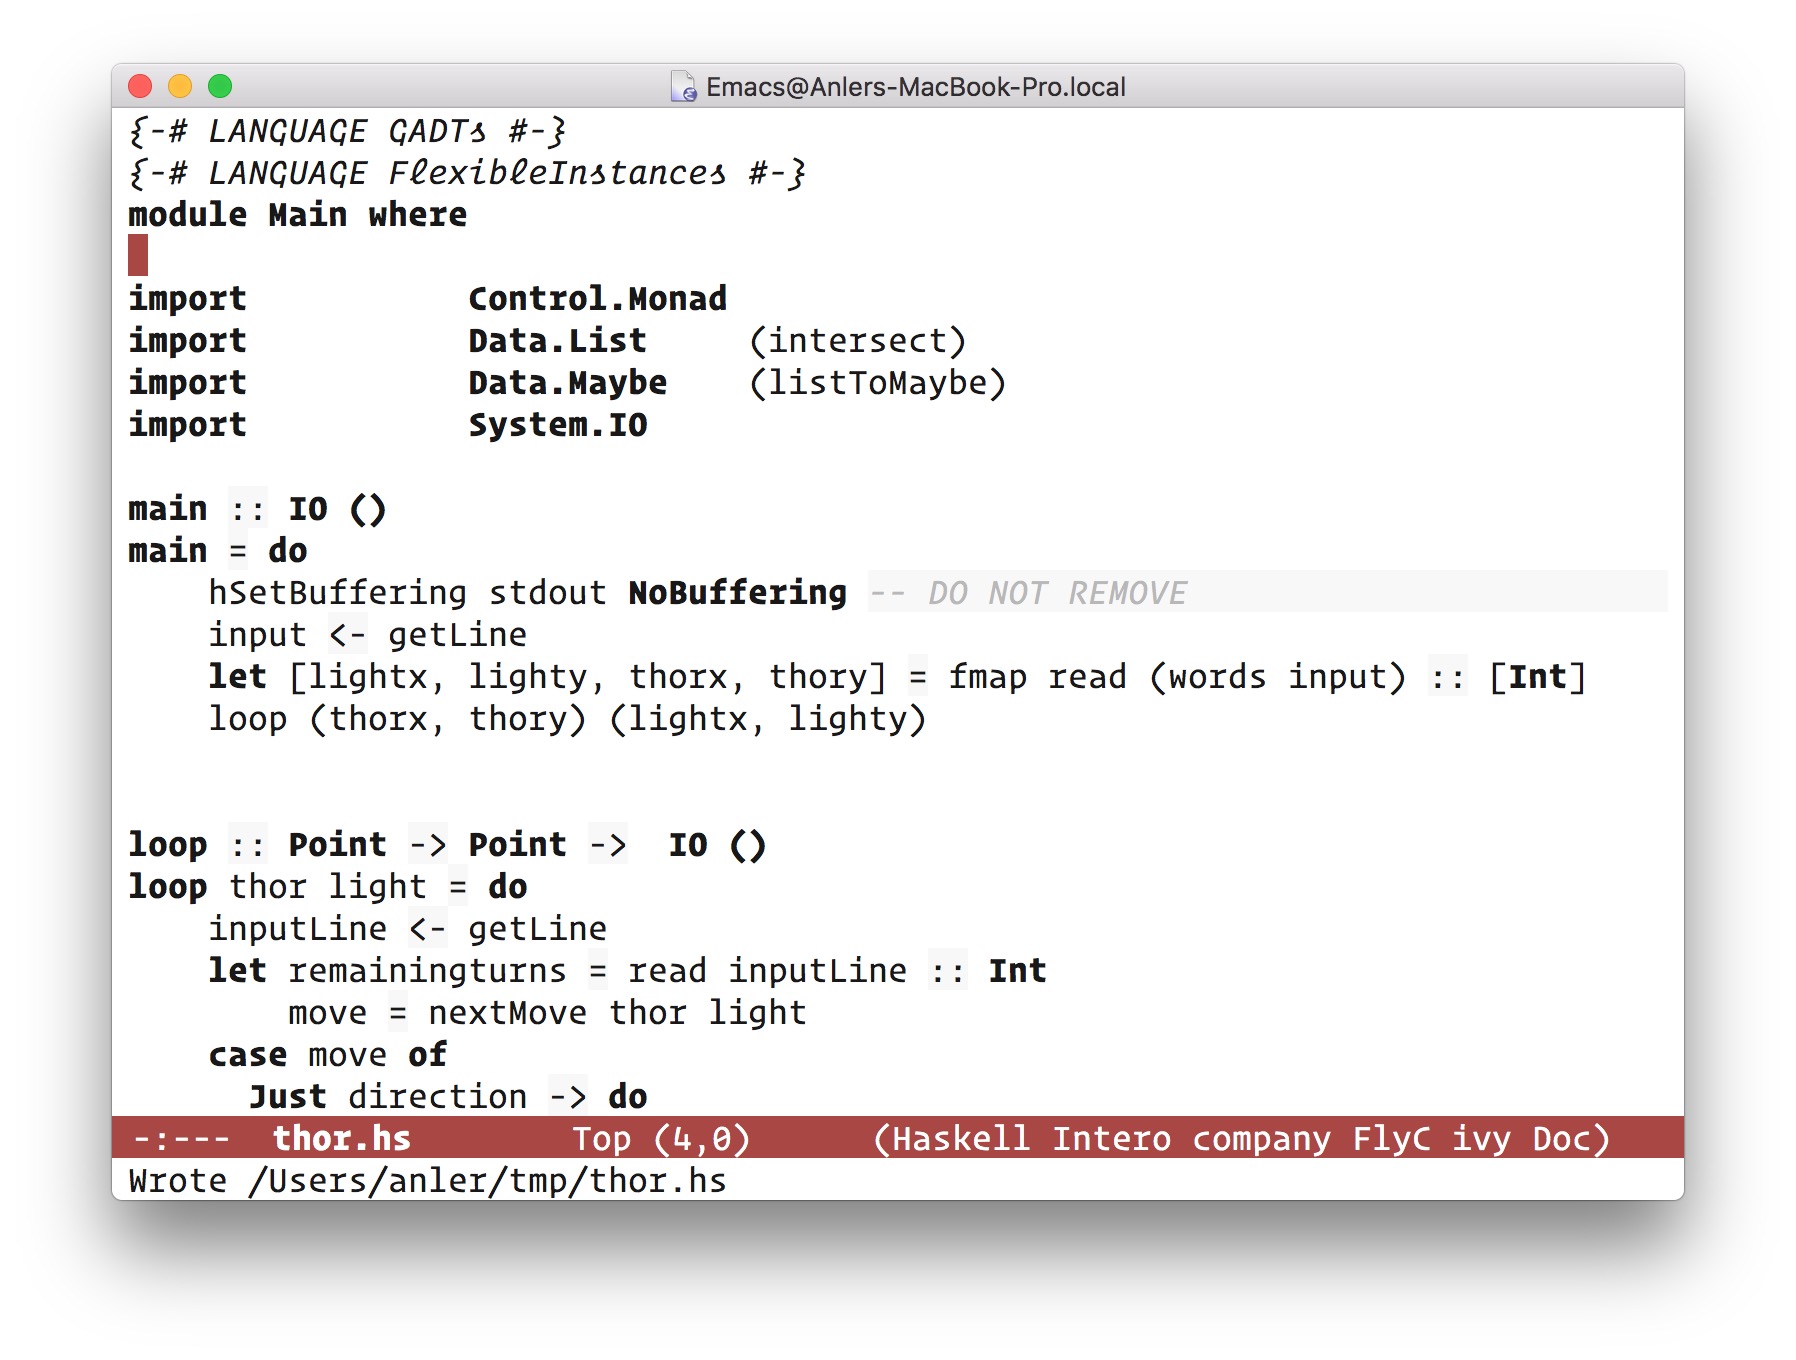 Emacs@Anlers-MacBook-Pro.local
{-# LANGUAGE GADTs #-}
{-# LANGUAGE FlexibleInstances #-}
module Main where
import           Control.Monad
import           Data.List     (intersect)
import           Data.Maybe    (listToMaybe)
import           System.IO
main :: IO ()
main = do
    hSetBuffering stdout NoBuffering -- DO NOT REMOVE
    input <- getLine
    let [lightx, lighty, thorx, thory] = fmap read (words input) :: [Int]
    loop (thorx, thory) (lightx, lighty)
loop :: Point -> Point ->  IO ()
loop thor light = do
    inputLine <- getLine
    let remainingturns = read inputLine :: Int
        move = nextMove thor light
    case move of
      Just direction -> do
-:---  thor.hs        Top (4,0)      (Haskell Intero company FlyC ivy Doc)
Wrote /Users/anler/tmp/thor.hs